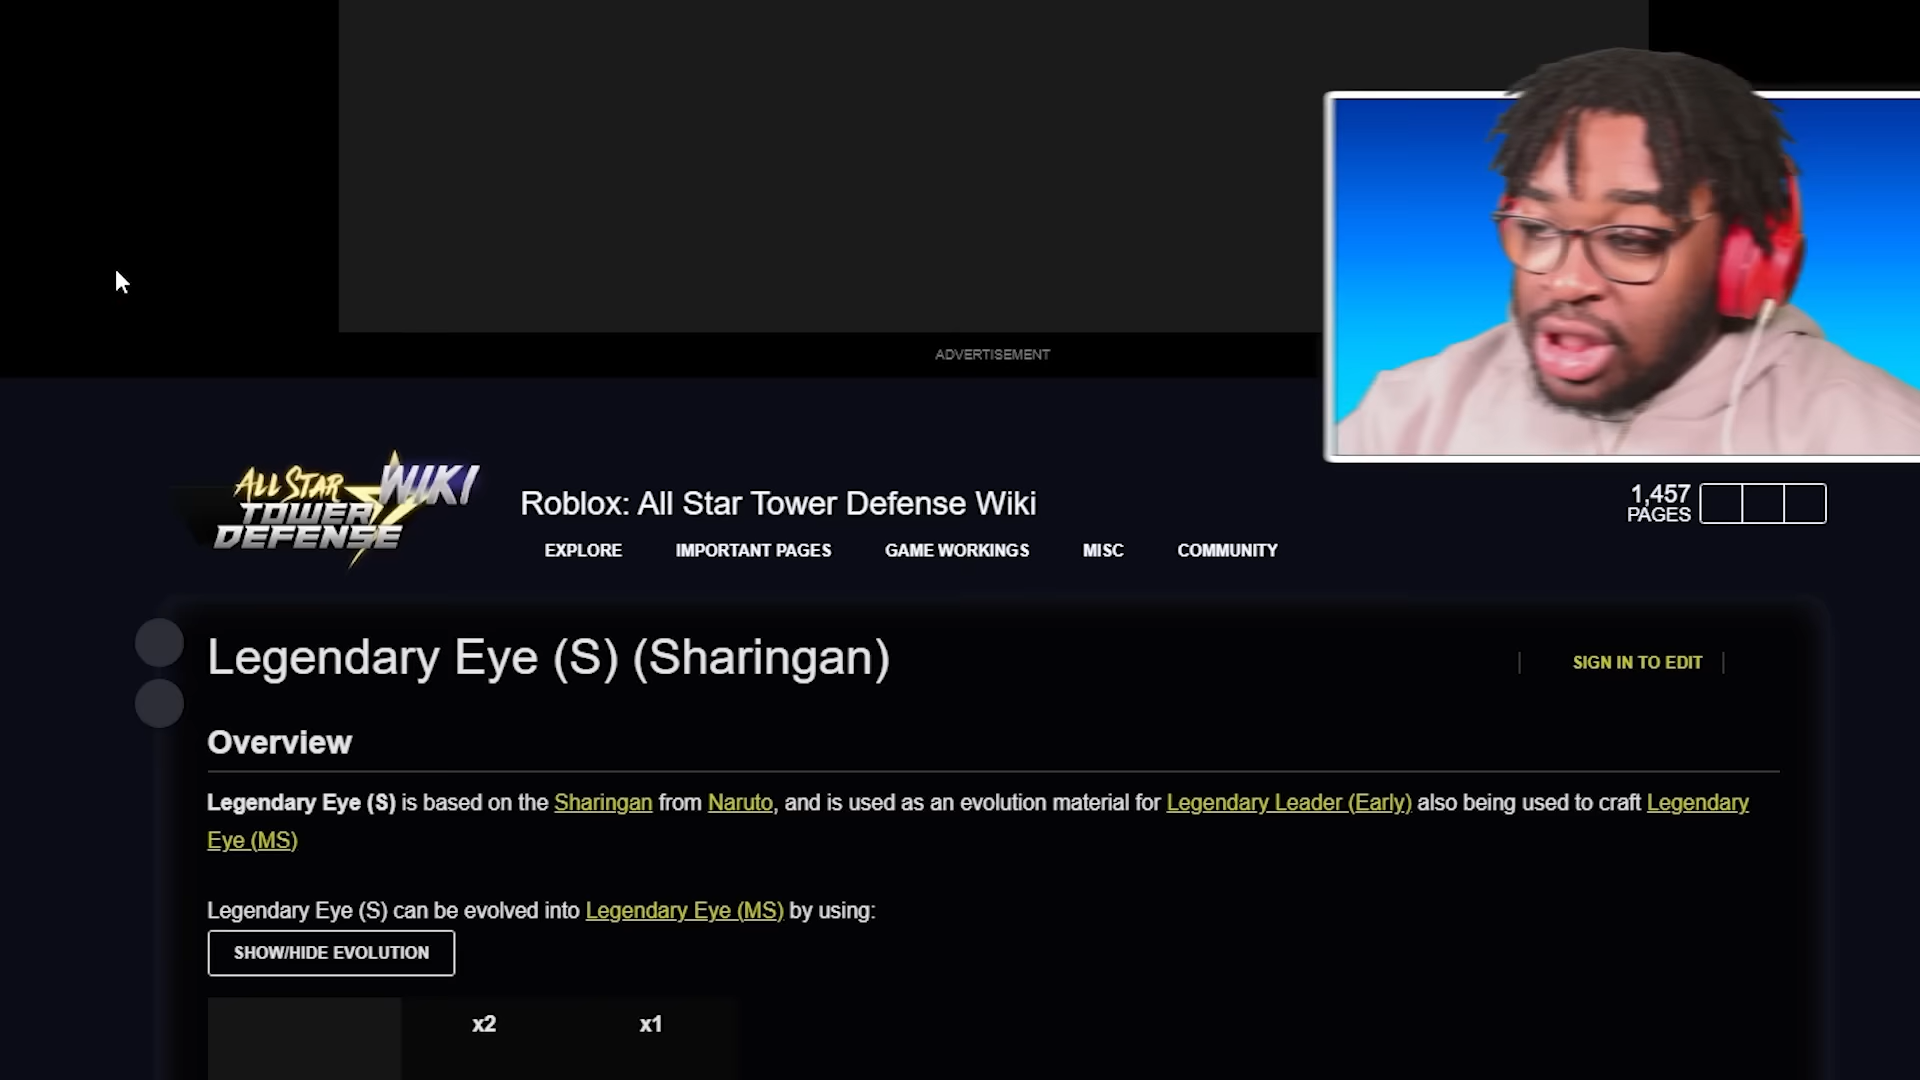 ADVERTISEMENT
ALL STAR WIKI
TOWER
DEFENSE
Roblox: All Star Tower Defense Wiki
1,457
PAGES
EXPLORE IMPORTANT PAGES GAME WORKINGS MISC COMMUNITY
Legendary Eye (S) (Sharingan)
SIGN IN TO EDIT
Overview
Legendary Eye (S) is based on the Sharingan from Naruto, and is used as an evolution material for Legendary Leader (Early) also being used to craft Legendary
Eye (MS)
Legendary Eye (S) can be evolved into Legendary Eye (MS) by using:
SHOW/HIDE EVOLUTION
x2 x1